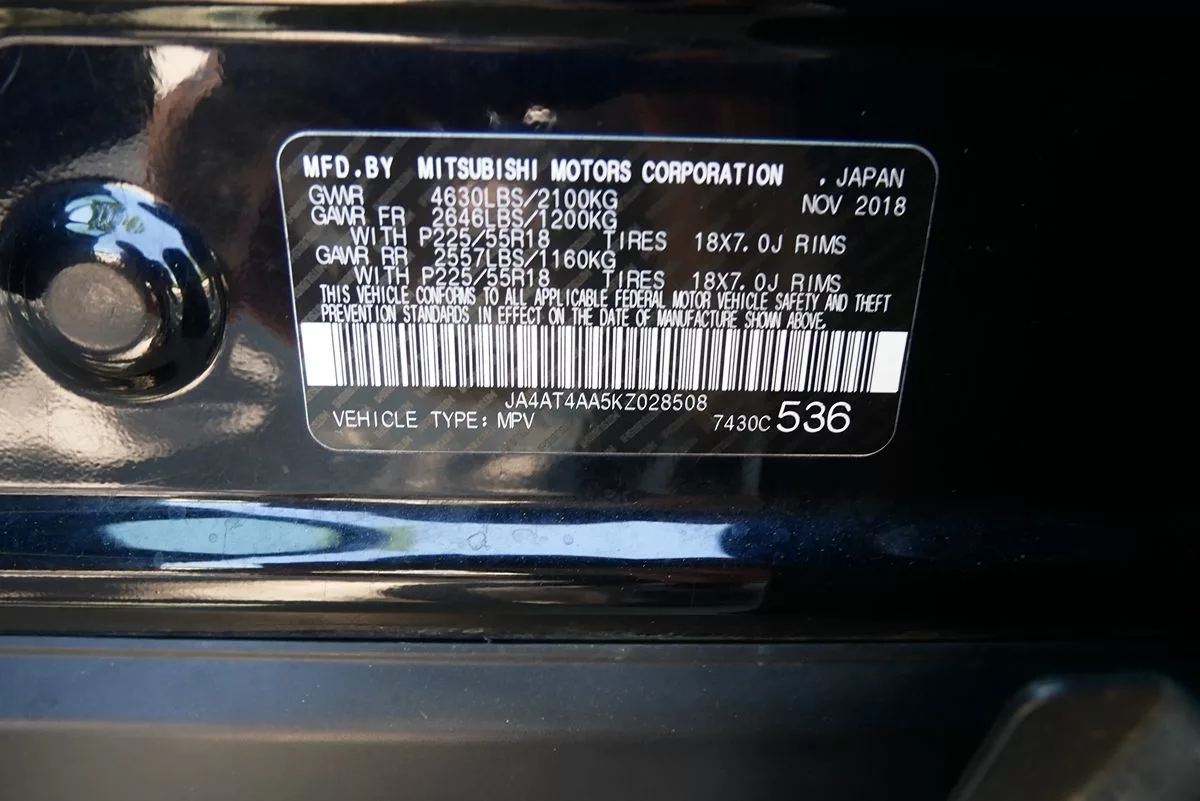 MFD.BY MITSUBISHI MOTORS CORPORATION . JAPAN
GVWR 4630LBS/2100KG NOV 2018
GAWR FR 2646LBS/1200KG
WITH P225/55R18 TIRES 18X7.0J RIMS
GAWR RR 2557LBS/1160KG
WITH P225/55R18 TIRES 18X7.0J RIMS
THIS VEHICLE CONFORMS TO ALL APPLICABLE FEDERAL MOTOR VEHICLE SAFETY AND THEFT
PREVENTION STANDARDS IN EFFECT ON THE DATE OF MANUFACTURE SHOWN ABOVE.
JA4AT4AA5KZ028508
VEHICLE TYPE: MPV 7430C 536